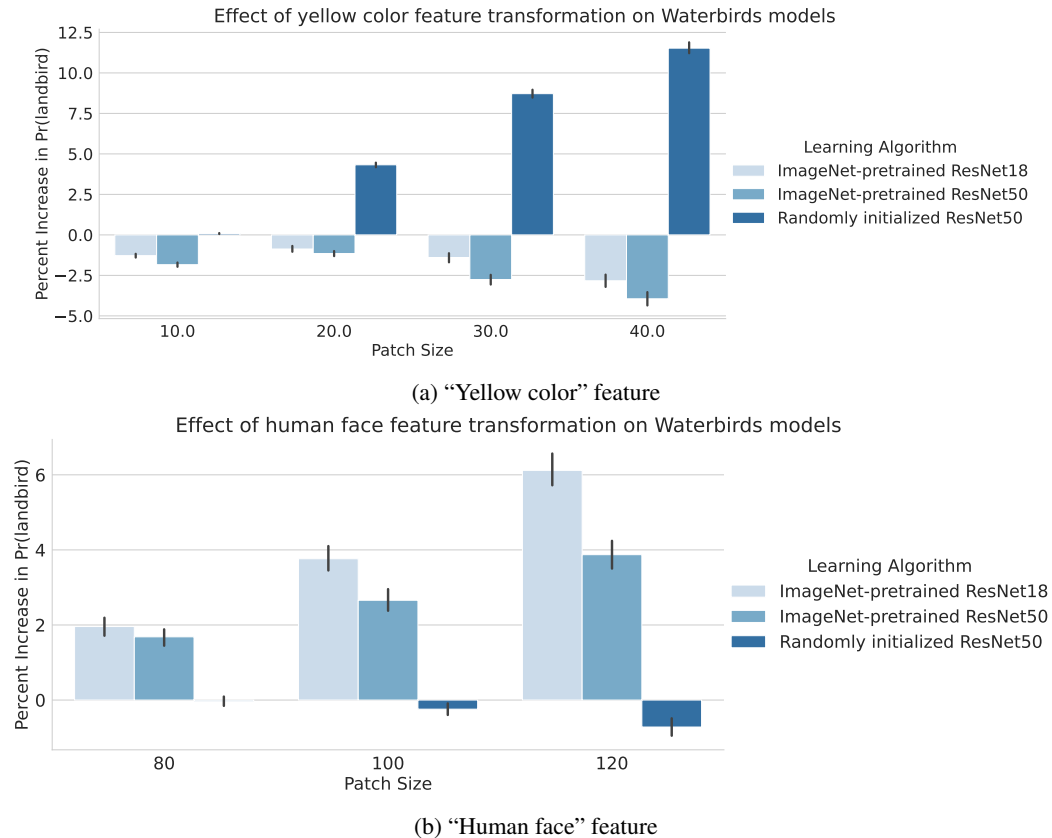 Effect of yellow color feature transformation on Waterbirds models
Percent Increase in Pr(landbird)
12.5
10.0
7.5
5.0
2.5
0.0
−2.5
−5.0
10.0 20.0 30.0 40.0
Patch Size
Learning Algorithm
ImageNet-pretrained ResNet18
ImageNet-pretrained ResNet50
Randomly initialized ResNet50
(a) “Yellow color” feature
Effect of human face feature transformation on Waterbirds models
Percent Increase in Pr(landbird)
6
4
2
0
80 100 120
Patch Size
Learning Algorithm
ImageNet-pretrained ResNet18
ImageNet-pretrained ResNet50
Randomly initialized ResNet50
(b) “Human face” feature